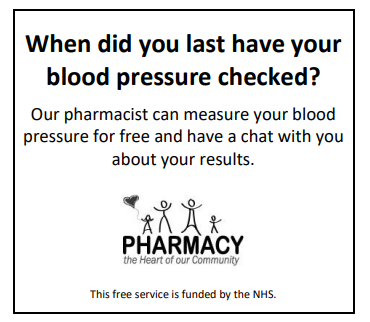 When did you last have your
blood pressure checked?
Our pharmacist can measure your blood
pressure for free and have a chat with you
about your results.
PHARMACY
the Heart of our Community
This free service is funded by the NHS.